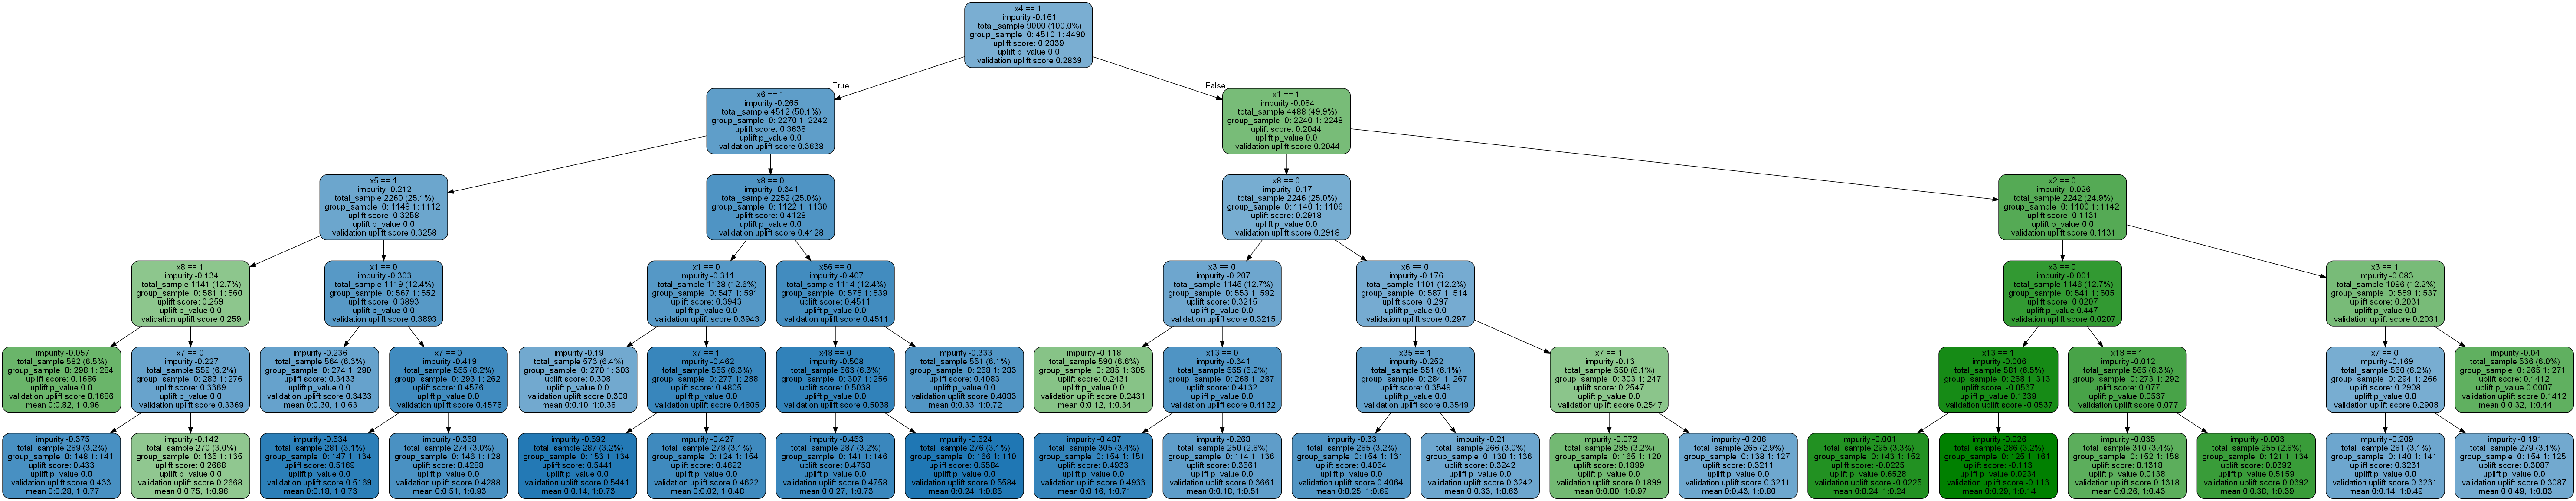 x4 == 1
impurity -0.161
total_sample 9000 (100.0%)
group_sample 0: 4510 1: 4490
uplift score: 0.2839
uplift p_value 0.0
validation uplift score 0.2839
True
False
x6 == 1
impurity -0.265
total_sample 4512 (50.1%)
group_sample 0: 2270 1: 2242
uplift score: 0.3638
uplift p_value 0.0
validation uplift score 0.3638
x1 == 1
impurity -0.084
total_sample 4488 (49.9%)
group_sample 0: 2240 1: 2248
uplift score: 0.2044
uplift p_value 0.0
validation uplift score 0.2044
x5 == 1
impurity -0.212
total_sample 2260 (25.1%)
group_sample 0: 1148 1: 1112
uplift score: 0.3258
uplift p_value 0.0
validation uplift score 0.3258
x8 == 0
impurity -0.341
total_sample 2252 (25.0%)
group_sample 0: 1122 1: 1130
uplift score: 0.4128
uplift p_value 0.0
validation uplift score 0.4128
x8 == 0
impurity -0.17
total_sample 2246 (25.0%)
group_sample 0: 1140 1: 1106
uplift score: 0.2918
uplift p_value 0.0
validation uplift score 0.2918
x2 == 0
impurity -0.026
total_sample 2242 (24.9%)
group_sample 0: 1100 1: 1142
uplift score: 0.1131
uplift p_value 0.0
validation uplift score 0.1131
x8 == 1
impurity -0.134
total_sample 1141 (12.7%)
group_sample 0: 581 1: 560
uplift score: 0.259
uplift p_value 0.0
validation uplift score 0.259
x1 == 0
impurity -0.303
total_sample 1119 (12.4%)
group_sample 0: 567 1: 552
uplift score: 0.3893
uplift p_value 0.0
validation uplift score 0.3893
x1 == 0
impurity -0.311
total_sample 1138 (12.6%)
group_sample 0: 547 1: 591
uplift score: 0.3943
uplift p_value 0.0
validation uplift score 0.3943
x56 == 0
impurity -0.407
total_sample 1114 (12.4%)
group_sample 0: 575 1: 539
uplift score: 0.4511
uplift p_value 0.0
validation uplift score 0.4511
x3 == 0
impurity -0.207
total_sample 1145 (12.7%)
group_sample 0: 553 1: 592
uplift score: 0.3215
uplift p_value 0.0
validation uplift score 0.3215
x6 == 0
impurity -0.176
total_sample 1101 (12.2%)
group_sample 0: 587 1: 514
uplift score: 0.297
uplift p_value 0.0
validation uplift score 0.297
x3 == 0
impurity -0.001
total_sample 1146 (12.7%)
group_sample 0: 541 1: 605
uplift score: 0.0207
uplift p_value 0.447
validation uplift score 0.0207
x3 == 1
impurity -0.083
total_sample 1096 (12.2%)
group_sample 0: 559 1: 537
uplift score: 0.2031
uplift p_value 0.0
validation uplift score 0.2031
impurity -0.057
total_sample 582 (6.5%)
group_sample 0: 298 1: 284
uplift score: 0.1686
uplift p_value 0.0
validation uplift score 0.1686
mean 0:0.82, 1:0.96
x7 == 0
impurity -0.227
total_sample 559 (6.2%)
group_sample 0: 283 1: 276
uplift score: 0.3369
uplift p_value 0.0
validation uplift score 0.3369
impurity -0.236
total_sample 564 (6.3%)
group_sample 0: 274 1: 290
uplift score: 0.3433
uplift p_value 0.0
validation uplift score 0.3433
mean 0:0.30, 1:0.63
x7 == 0
impurity -0.419
total_sample 555 (6.2%)
group_sample 0: 293 1: 262
uplift score: 0.4576
uplift p_value 0.0
validation uplift score 0.4576
impurity -0.19
total_sample 573 (6.4%)
group_sample 0: 270 1: 303
uplift score: 0.308
uplift p_value 0.0
validation uplift score 0.308
mean 0:0.10, 1:0.38
x7 == 1
impurity -0.462
total_sample 565 (6.3%)
group_sample 0: 277 1: 288
uplift score: 0.4805
uplift p_value 0.0
validation uplift score 0.4805
x48 == 0
impurity -0.508
total_sample 563 (6.3%)
group_sample 0: 307 1: 256
uplift score: 0.5038
uplift p_value 0.0
validation uplift score 0.5038
impurity -0.333
total_sample 551 (6.1%)
group_sample 0: 268 1: 283
uplift score: 0.4083
uplift p_value 0.0
validation uplift score 0.4083
mean 0:0.33, 1:0.72
impurity -0.118
total_sample 590 (6.6%)
group_sample 0: 285 1: 305
uplift score: 0.2431
uplift p_value 0.0
validation uplift score 0.2431
mean 0:0.12, 1:0.34
x13 == 0
impurity -0.341
total_sample 555 (6.2%)
group_sample 0: 268 1: 287
uplift score: 0.4132
uplift p_value 0.0
validation uplift score 0.4132
x35 == 1
impurity -0.252
total_sample 551 (6.1%)
group_sample 0: 284 1: 267
uplift score: 0.3549
uplift p_value 0.0
validation uplift score 0.3549
x7 == 1
impurity -0.13
total_sample 550 (6.1%)
group_sample 0: 303 1: 247
uplift score: 0.2547
uplift p_value 0.0
validation uplift score 0.2547
x13 == 1
impurity -0.006
total_sample 581 (6.5%)
group_sample 0: 268 1: 313
uplift score: -0.0537
uplift p_value 0.1339
validation uplift score -0.0537
x18 == 1
impurity -0.012
total_sample 565 (6.3%)
group_sample 0: 273 1: 292
uplift score: 0.077
uplift p_value 0.0537
validation uplift score 0.077
x7 == 0
impurity -0.169
total_sample 560 (6.2%)
group_sample 0: 294 1: 266
uplift score: 0.2908
uplift p_value 0.0
validation uplift score 0.2908
impurity -0.04
total_sample 536 (6.0%)
group_sample 0: 265 1: 271
uplift score: 0.1412
uplift p_value 0.0007
validation uplift score 0.1412
mean 0:0.32, 1:0.44
impurity -0.375
total_sample 289 (3.2%)
group_sample 0: 148 1: 141
uplift score: 0.433
uplift p_value 0.0
validation uplift score 0.433
mean 0:0.28, 1:0.77
impurity -0.142
total_sample 270 (3.0%)
group_sample 0: 135 1: 135
uplift score: 0.2668
uplift p_value 0.0
validation uplift score 0.2668
mean 0:0.75, 1:0.96
impurity -0.534
total_sample 281 (3.1%)
group_sample 0: 147 1: 134
uplift score: 0.5169
uplift p_value 0.0
validation uplift score 0.5169
mean 0:0.18, 1:0.73
impurity -0.368
total_sample 274 (3.0%)
group_sample 0: 146 1: 128
uplift score: 0.4288
uplift p_value 0.0
validation uplift score 0.4288
mean 0:0.51, 1:0.93
impurity -0.592
total_sample 287 (3.2%)
group_sample 0: 153 1: 134
uplift score: 0.5441
uplift p_value 0.0
validation uplift score 0.5441
mean 0:0.14, 1:0.73
impurity -0.427
total_sample 278 (3.1%)
group_sample 0: 124 1: 154
uplift score: 0.4622
uplift p_value 0.0
validation uplift score 0.4622
mean 0:0.02, 1:0.48
impurity -0.453
total_sample 287 (3.2%)
group_sample 0: 141 1: 146
uplift score: 0.4758
uplift p_value 0.0
validation uplift score 0.4758
mean 0:0.27, 1:0.73
impurity -0.624
total_sample 276 (3.1%)
group_sample 0: 166 1: 110
uplift score: 0.5584
uplift p_value 0.0
validation uplift score 0.5584
mean 0:0.24, 1:0.85
impurity -0.487
total_sample 305 (3.4%)
group_sample 0: 154 1: 151
uplift score: 0.4933
uplift p_value 0.0
validation uplift score 0.4933
mean 0:0.16, 1:0.71
impurity -0.268
total_sample 250 (2.8%)
group_sample 0: 114 1: 136
uplift score: 0.3661
uplift p_value 0.0
validation uplift score 0.3661
mean 0:0.18, 1:0.51
impurity -0.33
total_sample 285 (3.2%)
group_sample 0: 154 1: 131
uplift score: 0.4064
uplift p_value 0.0
validation uplift score 0.4064
mean 0:0.25, 1:0.69
impurity -0.21
total_sample 266 (3.0%)
group_sample 0: 130 1: 136
uplift score: 0.3242
uplift p_value 0.0
validation uplift score 0.3242
mean 0:0.33, 1:0.63
impurity -0.072
total_sample 285 (3.2%)
group_sample 0: 165 1: 120
uplift score: 0.1899
uplift p_value 0.0
validation uplift score 0.1899
mean 0:0.80, 1:0.97
impurity -0.206
total_sample 265 (2.9%)
group_sample 0: 138 1: 127
uplift score: 0.3211
uplift p_value 0.0
validation uplift score 0.3211
mean 0:0.43, 1:0.80
impurity -0.001
total_sample 295 (3.3%)
group_sample 0: 143 1: 152
uplift score: -0.0225
uplift p_value 0.6528
validation uplift score -0.0225
mean 0:0.24, 1:0.24
impurity -0.026
total_sample 286 (3.2%)
group_sample 0: 125 1: 161
uplift score: -0.113
uplift p_value 0.0234
validation uplift score -0.113
mean 0:0.29, 1:0.14
impurity -0.035
total_sample 310 (3.4%)
group_sample 0: 152 1: 158
uplift score: 0.1318
uplift p_value 0.0138
validation uplift score 0.1318
mean 0:0.26, 1:0.43
impurity -0.003
total_sample 255 (2.8%)
group_sample 0: 121 1: 134
uplift score: 0.0392
uplift p_value 0.5159
validation uplift score 0.0392
mean 0:0.38, 1:0.39
impurity -0.209
total_sample 281 (3.1%)
group_sample 0: 140 1: 141
uplift score: 0.3231
uplift p_value 0.0
validation uplift score 0.3231
mean 0:0.14, 1:0.49
impurity -0.191
total_sample 279 (3.1%)
group_sample 0: 154 1: 125
uplift score: 0.3087
uplift p_value 0.0
validation uplift score 0.3087
mean 0:0.49, 1:0.83